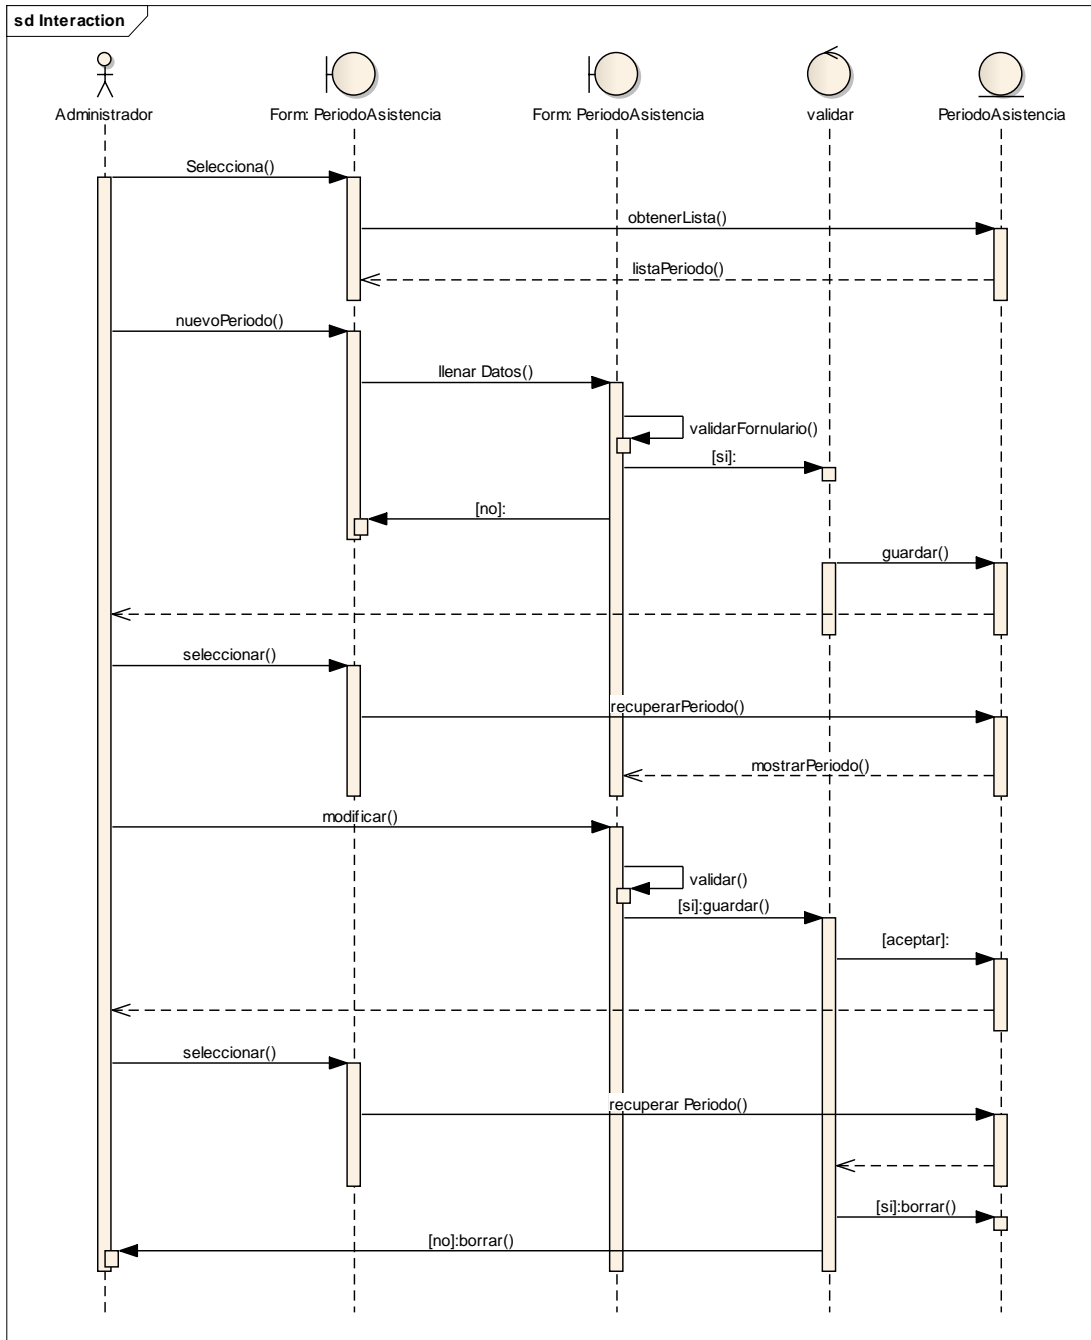 sd Interaction
Administrador
Form: PeriodoAsistencia
Form: PeriodoAsistencia
validar
PeriodoAsistencia
Selecciona()
obtenerLista()
listaPeriodo()
nuevoPeriodo()
llenar Datos()
validarFornulario()
[si]:
[no]:
guardar()
seleccionar()
recuperarPeriodo()
mostrarPeriodo()
modificar()
validar()
[si]:guardar()
[aceptar]:
seleccionar()
recuperar Periodo()
[si]:borrar()
[no]:borrar()